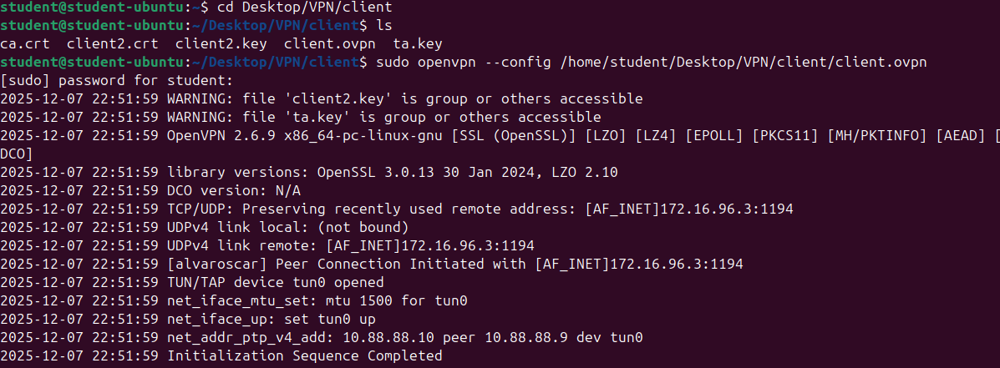 student@student-ubuntu:~$ cd Desktop/VPN/client
student@student-ubuntu:~/Desktop/VPN/client$ ls
ca.crt  client2.crt  client2.key  client.ovpn  ta.key
student@student-ubuntu:~/Desktop/VPN/client$ sudo openvpn --config /home/student/Desktop/VPN/client/client.ovpn
[sudo] password for student:
2025-12-07 22:51:59 WARNING: file 'client2.key' is group or others accessible
2025-12-07 22:51:59 WARNING: file 'ta.key' is group or others accessible
2025-12-07 22:51:59 OpenVPN 2.6.9 x86_64-pc-linux-gnu [SSL (OpenSSL)] [LZO] [LZ4] [EPOLL] [PKCS11] [MH/PKTINFO] [AEAD] [
DCO]
2025-12-07 22:51:59 library versions: OpenSSL 3.0.13 30 Jan 2024, LZO 2.10
2025-12-07 22:51:59 DCO version: N/A
2025-12-07 22:51:59 TCP/UDP: Preserving recently used remote address: [AF_INET]172.16.96.3:1194
2025-12-07 22:51:59 UDPv4 link local: (not bound)
2025-12-07 22:51:59 UDPv4 link remote: [AF_INET]172.16.96.3:1194
2025-12-07 22:51:59 [alvaroscar] Peer Connection Initiated with [AF_INET]172.16.96.3:1194
2025-12-07 22:51:59 TUN/TAP device tun0 opened
2025-12-07 22:51:59 net_iface_mtu_set: mtu 1500 for tun0
2025-12-07 22:51:59 net_iface_up: set tun0 up
2025-12-07 22:51:59 net_addr_ptp_v4_add: 10.88.88.10 peer 10.88.88.9 dev tun0
2025-12-07 22:51:59 Initialization Sequence Completed